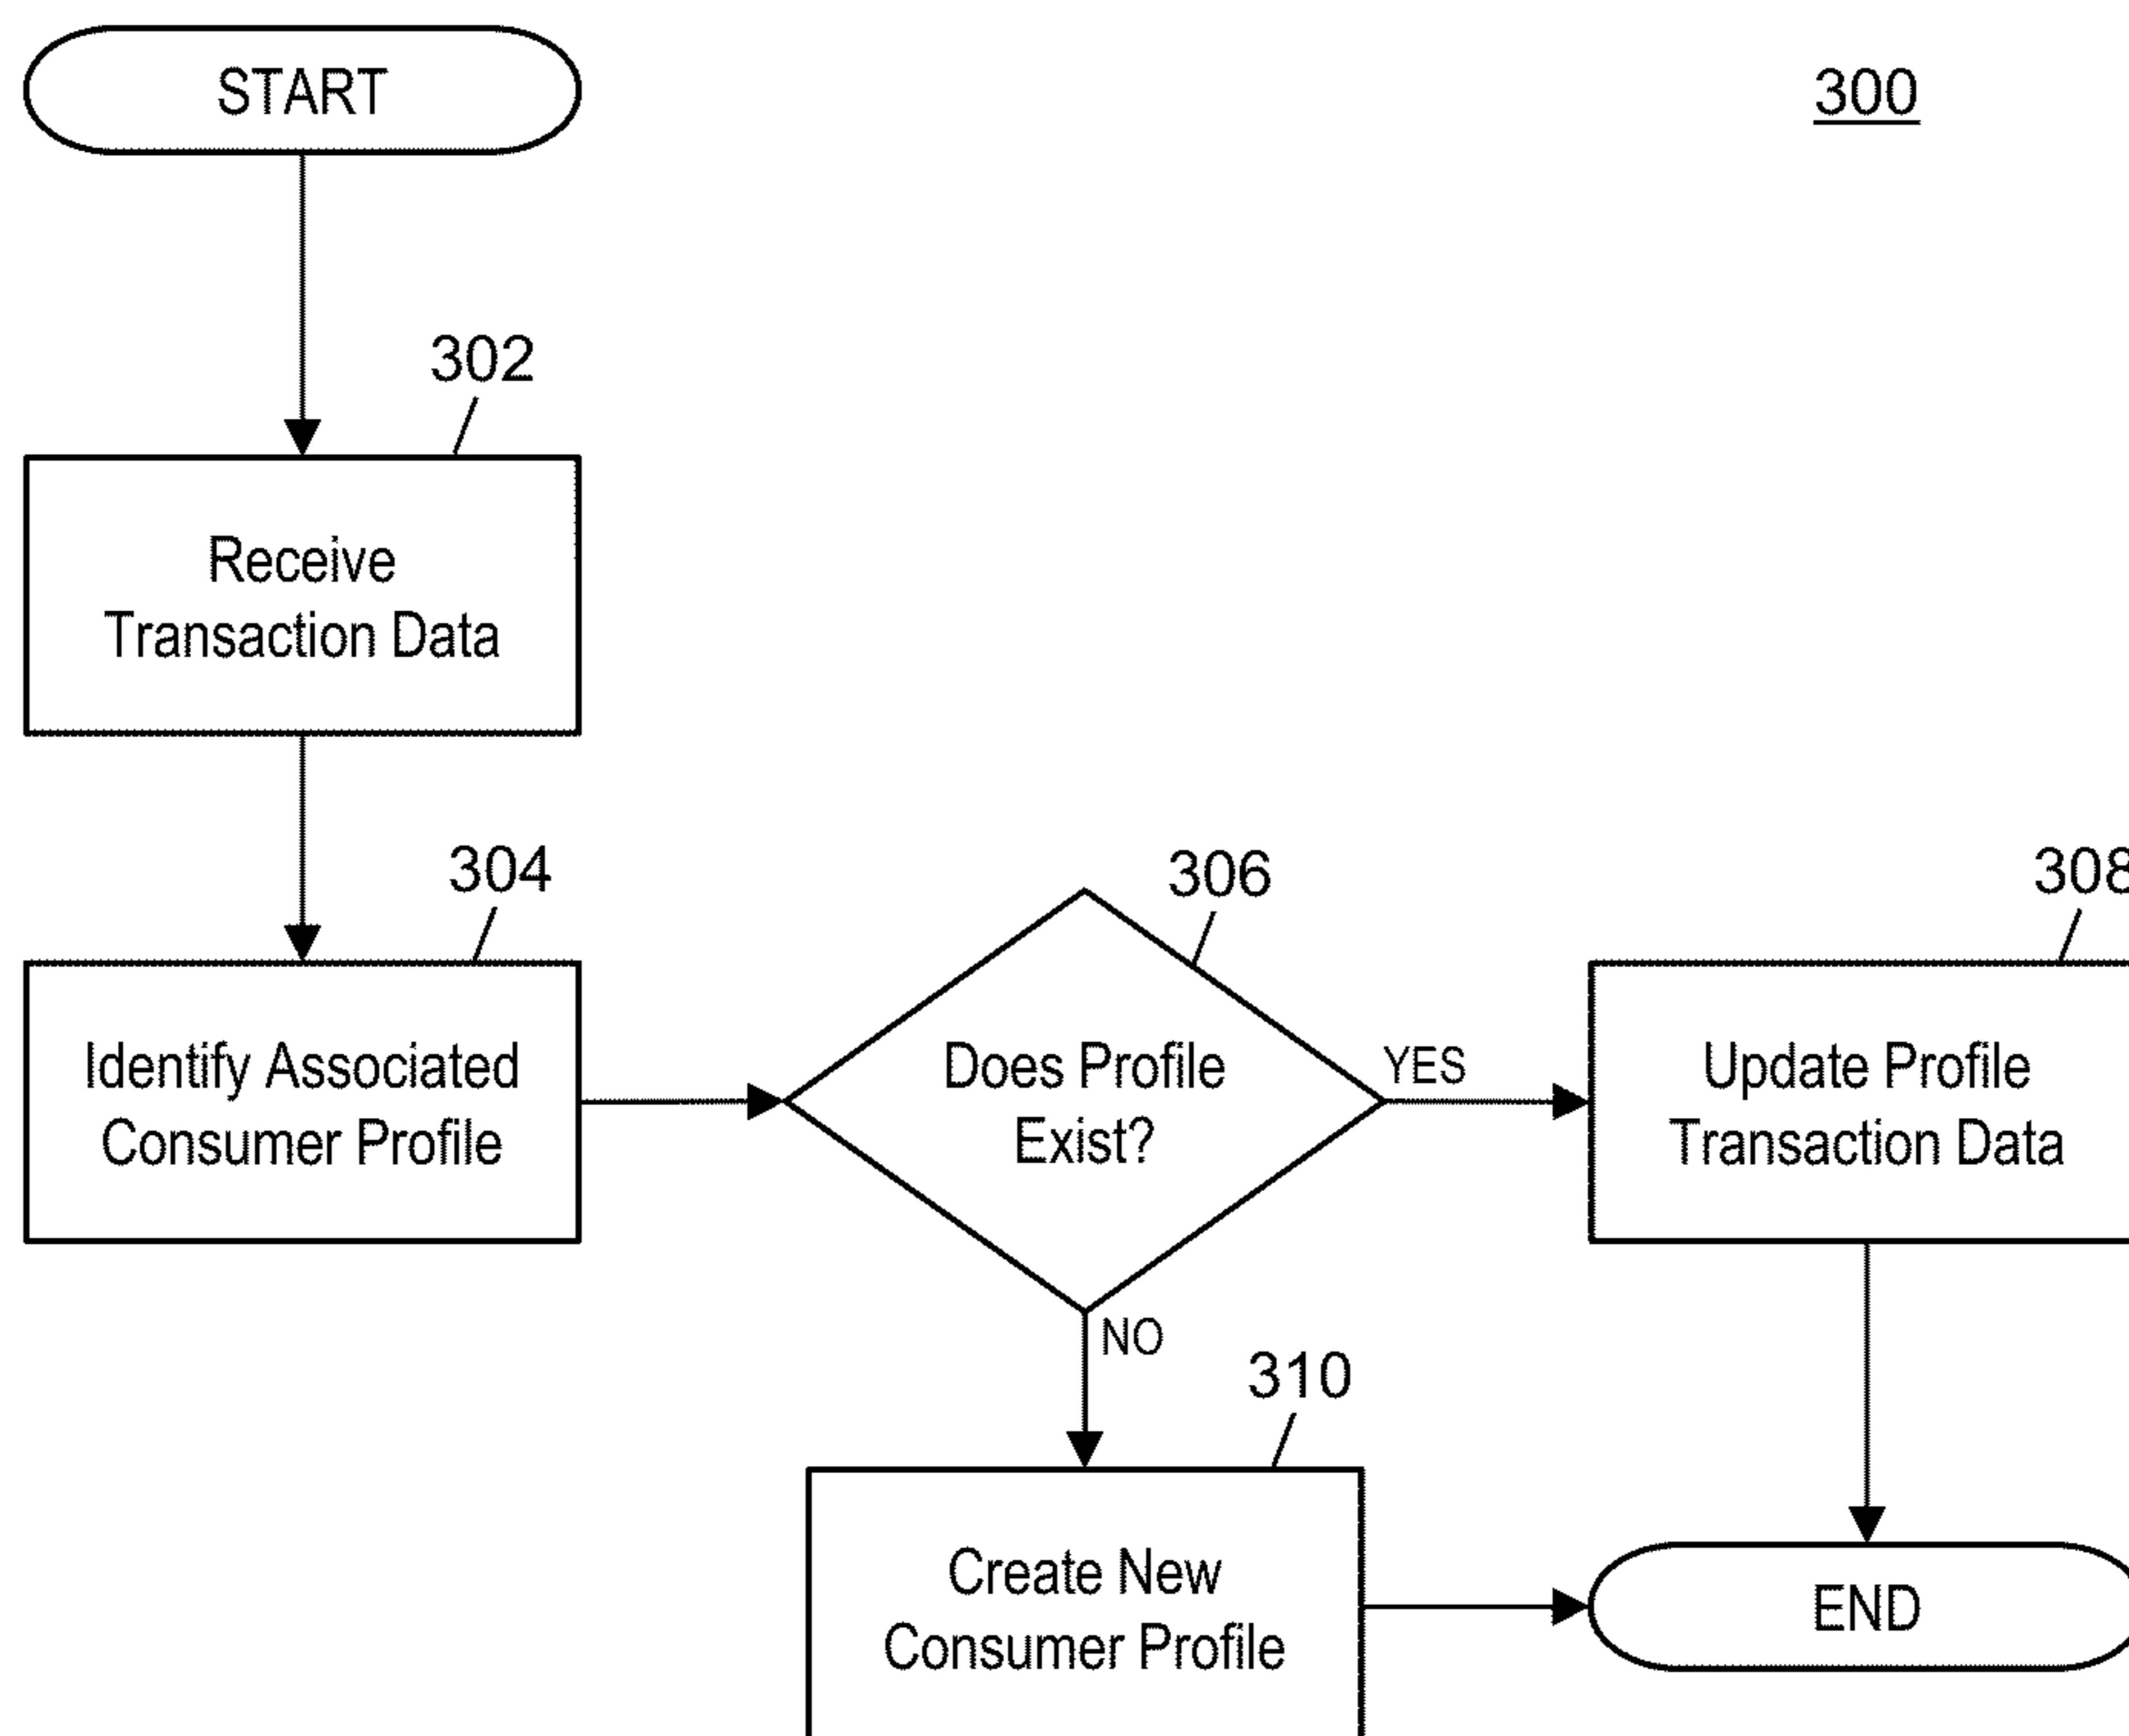 START
300
302
Receive
Transaction Data
304
Identify Associated
Consumer Profile
306
Does Profile
Exist?
YES
308
Update Profile
Transaction Data
NO
310
Create New
Consumer Profile
END